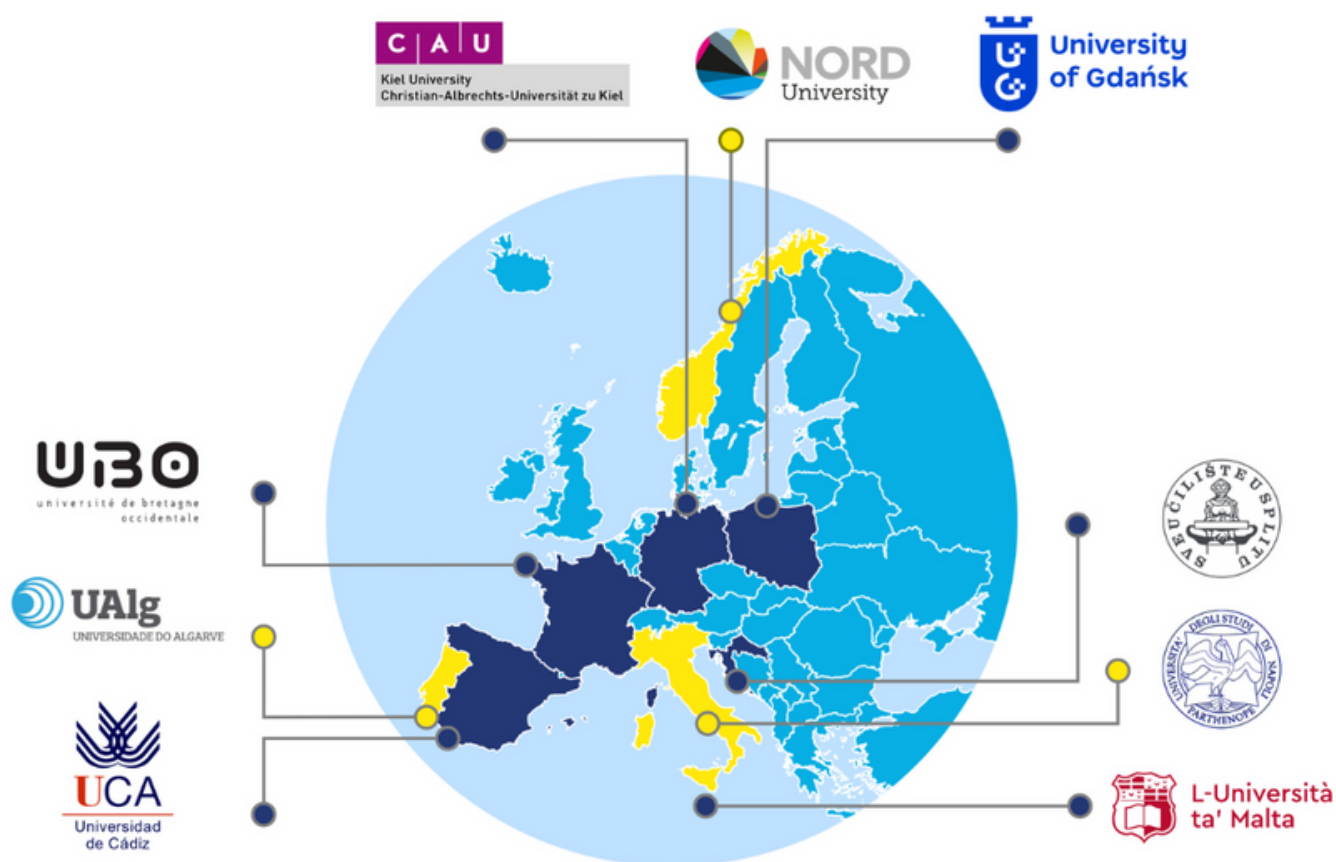 C A U
Kiel University
Christian-Albrechts-Universität zu Kiel
NORD
University
University
of Gdańsk
UBO
université de bretagne
occidentale
UAlg
UNIVERSIDADE DO ALGARVE
UCA
Universidad
de Cádiz
SVEUČILIŠTE U SPLITU
UNIVERSITA' DEGLI STUDI DI NAPOLI
PARTHENOPE
L-Università
ta' Malta